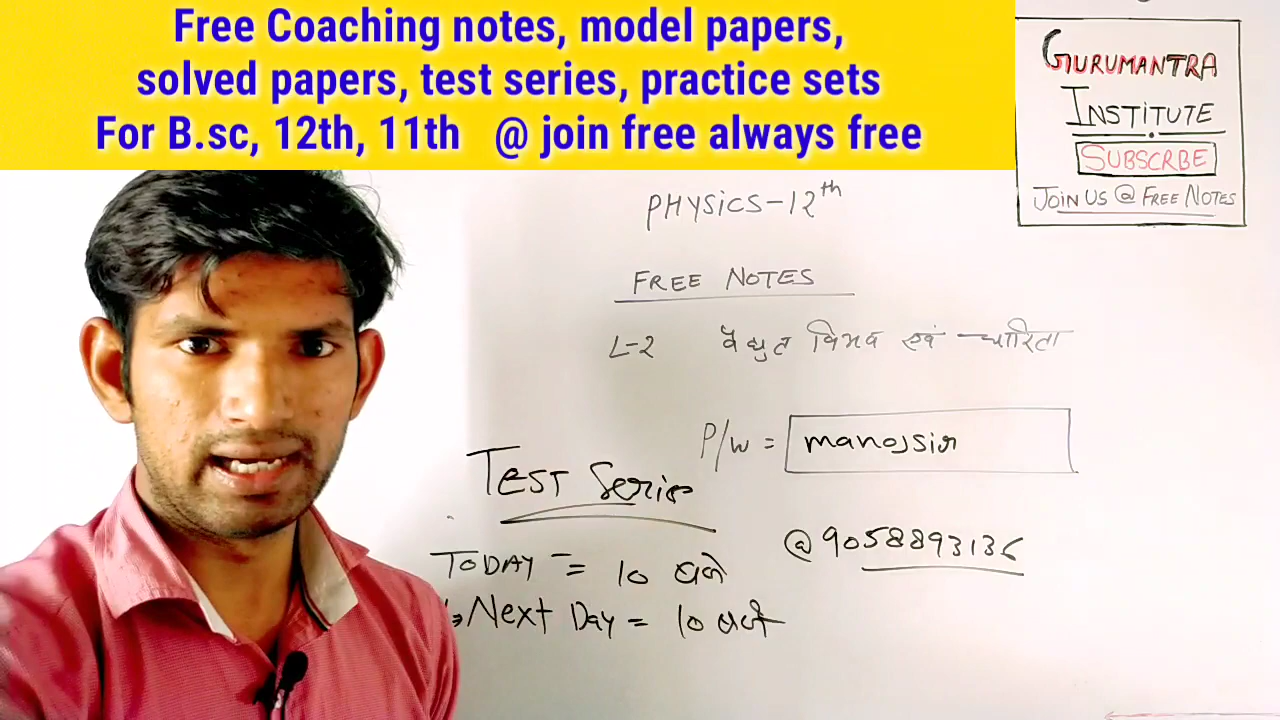 Free Coaching notes, model papers,
solved papers, test series, practice sets
For B.sc, 12th, 11th @ join free always free
GURUMANTRA
INSTITUTE
SUBSCRBE
JOIN US @ FREE NOTES
PHYSICS-12th
FREE NOTES
L-2 वैद्युत विभव एवं चारिता
P/w = manojsir
TEST Series
@9058893136
TODAY = 10 बजे
Next Day = 10 बजे